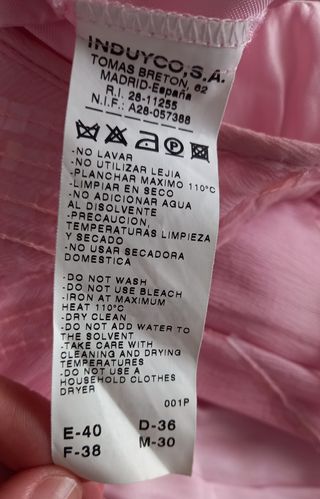 INDUYCO, S.A.
TOMAS BRETON, 62
MADRID-España
R.I. 28-11255
N.I.F.: A28-057388
P
-NO LAVAR
-NO UTILIZAR LEJIA
-PLANCHAR MAXIMO 110°C
-LIMPIAR EN SECO
-NO ADICIONAR AGUA
AL DISOLVENTE
-PRECAUCION,
TEMPERATURAS LIMPIEZA
Y SECADO
-NO USAR SECADORA
DOMESTICA
-DO NOT WASH
-DO NOT USE BLEACH
-IRON AT MAXIMUM
HEAT 110°C
-DRY CLEAN
-DO NOT ADD WATER TO
THE SOLVENT
-TAKE CARE WITH
CLEANING AND DRYING
TEMPERATURES
-DO NOT USE A
HOUSEHOLD CLOTHES
DRYER
001P
E-40 D-36
F-38 M-30